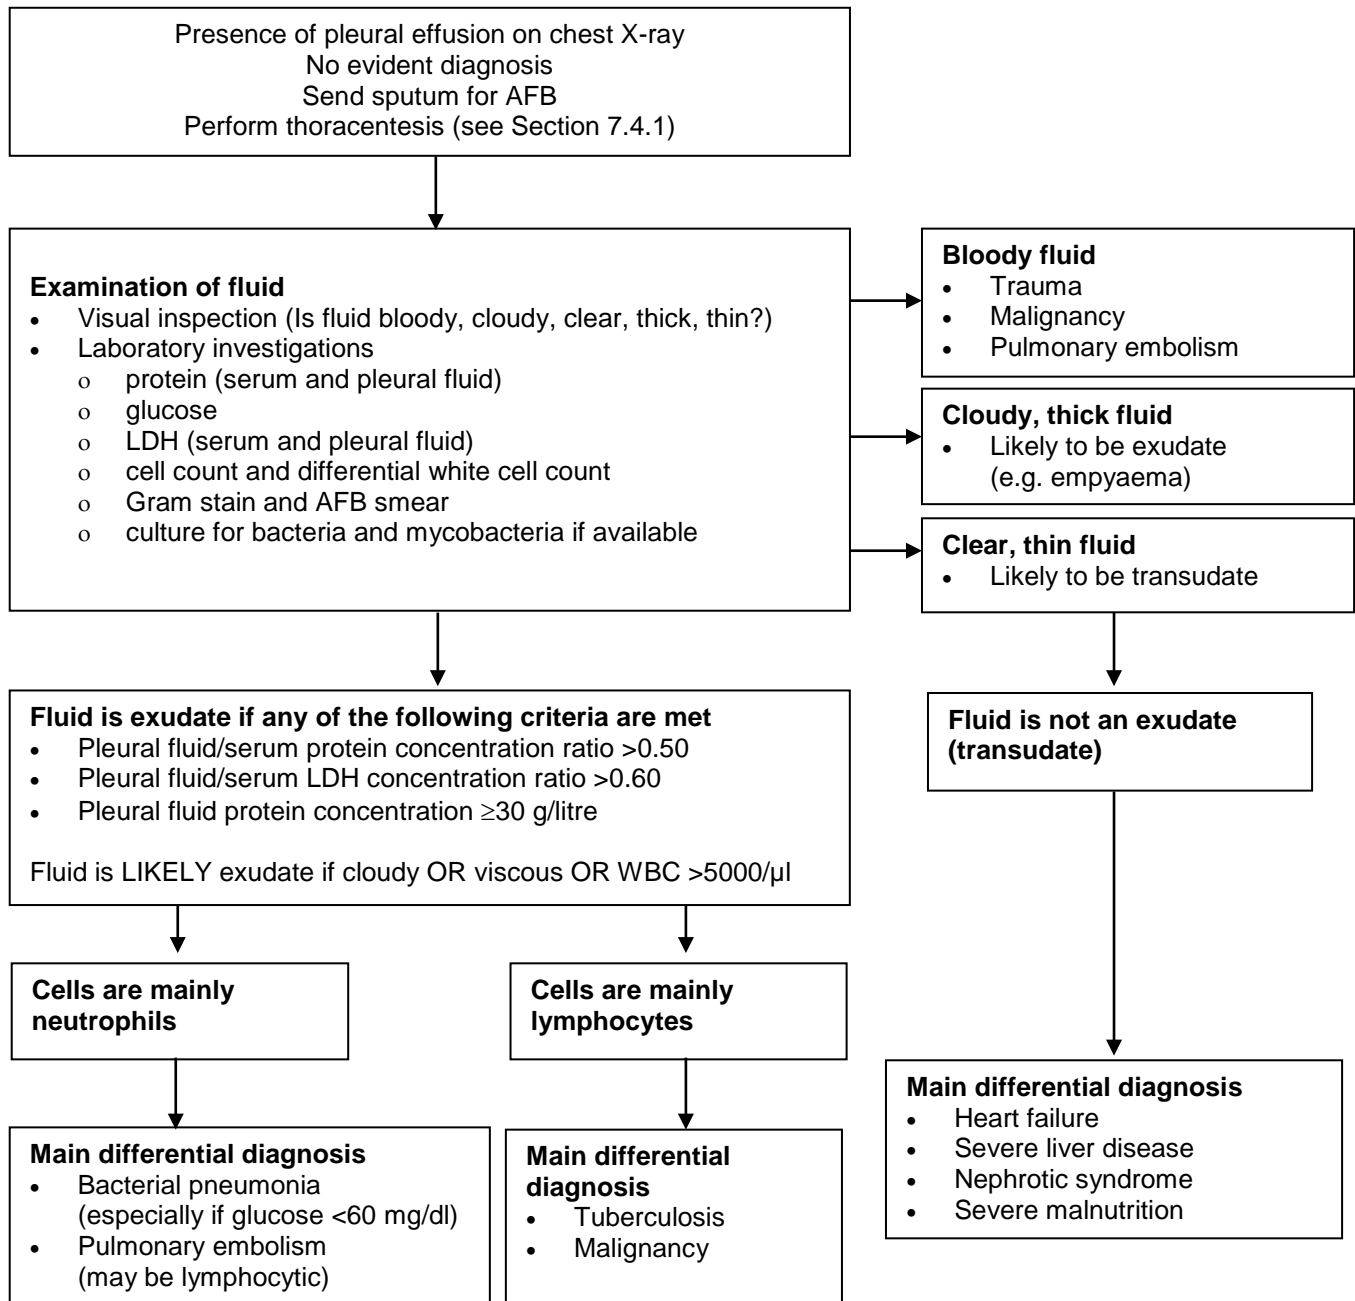 Presence of pleural effusion on chest X-ray
No evident diagnosis
Send sputum for AFB
Perform thoracentesis (see Section 7.4.1)
Examination of fluid
• Visual inspection (Is fluid bloody, cloudy, clear, thick, thin?)
• Laboratory investigations
o protein (serum and pleural fluid)
o glucose
o LDH (serum and pleural fluid)
o cell count and differential white cell count
o Gram stain and AFB smear
o culture for bacteria and mycobacteria if available
Bloody fluid
• Trauma
• Malignancy
• Pulmonary embolism
Cloudy, thick fluid
• Likely to be exudate
(e.g. empyaema)
Clear, thin fluid
• Likely to be transudate
Fluid is exudate if any of the following criteria are met
• Pleural fluid/serum protein concentration ratio >0.50
• Pleural fluid/serum LDH concentration ratio >0.60
• Pleural fluid protein concentration ≥30 g/litre
Fluid is LIKELY exudate if cloudy OR viscous OR WBC >5000/µl
Fluid is not an exudate
(transudate)
Cells are mainly
neutrophils
Cells are mainly
lymphocytes
Main differential diagnosis
• Bacterial pneumonia
(especially if glucose <60 mg/dl)
• Pulmonary embolism
(may be lymphocytic)
Main differential
diagnosis
• Tuberculosis
• Malignancy
Main differential diagnosis
• Heart failure
• Severe liver disease
• Nephrotic syndrome
• Severe malnutrition